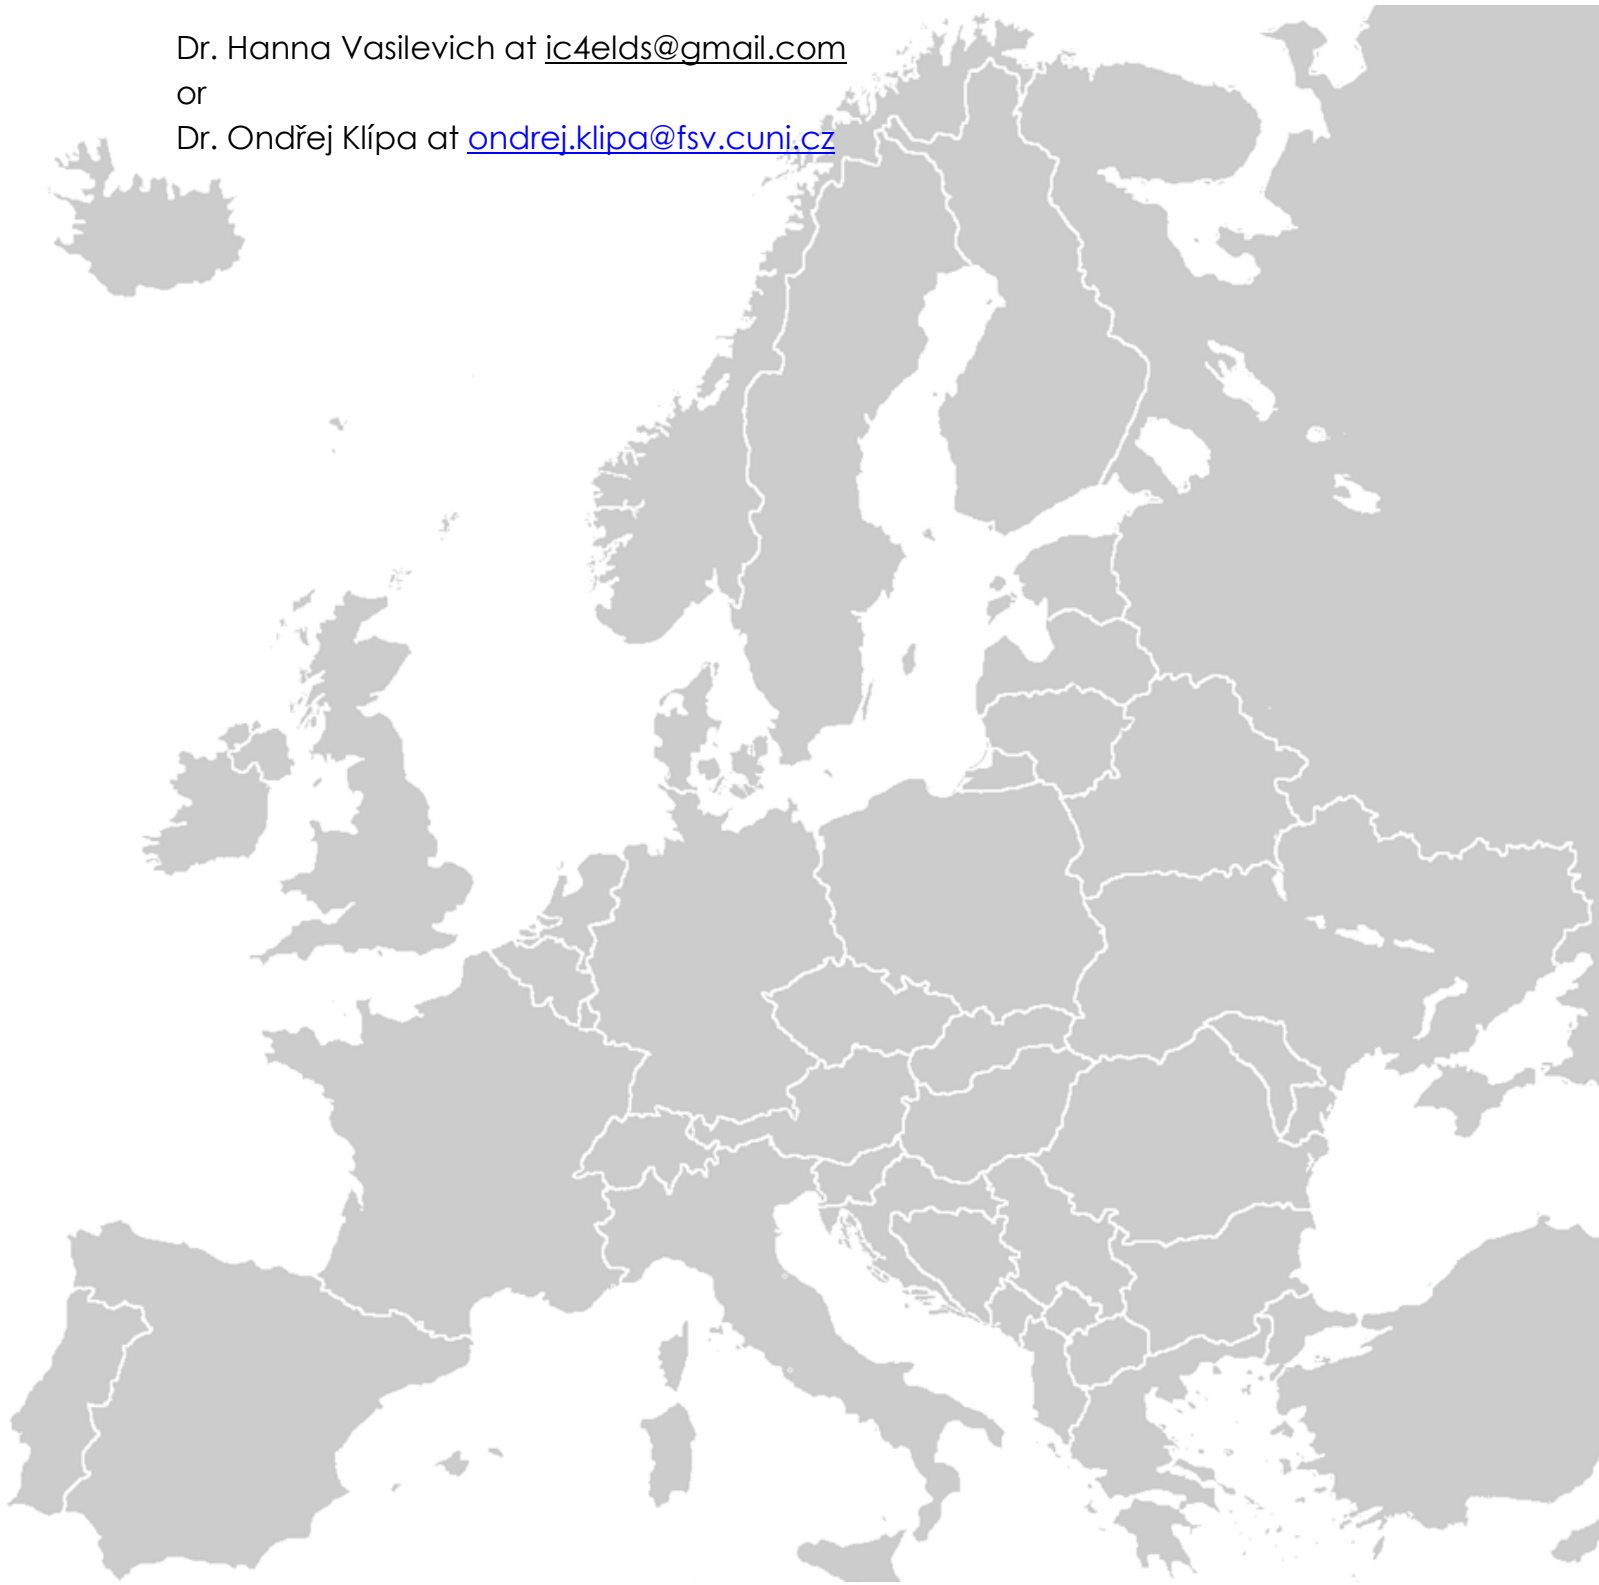 Dr. Hanna Vasilevich at ic4elds@gmail.com
or
Dr. Ondřej Klípa at ondrej.klipa@fsv.cuni.cz